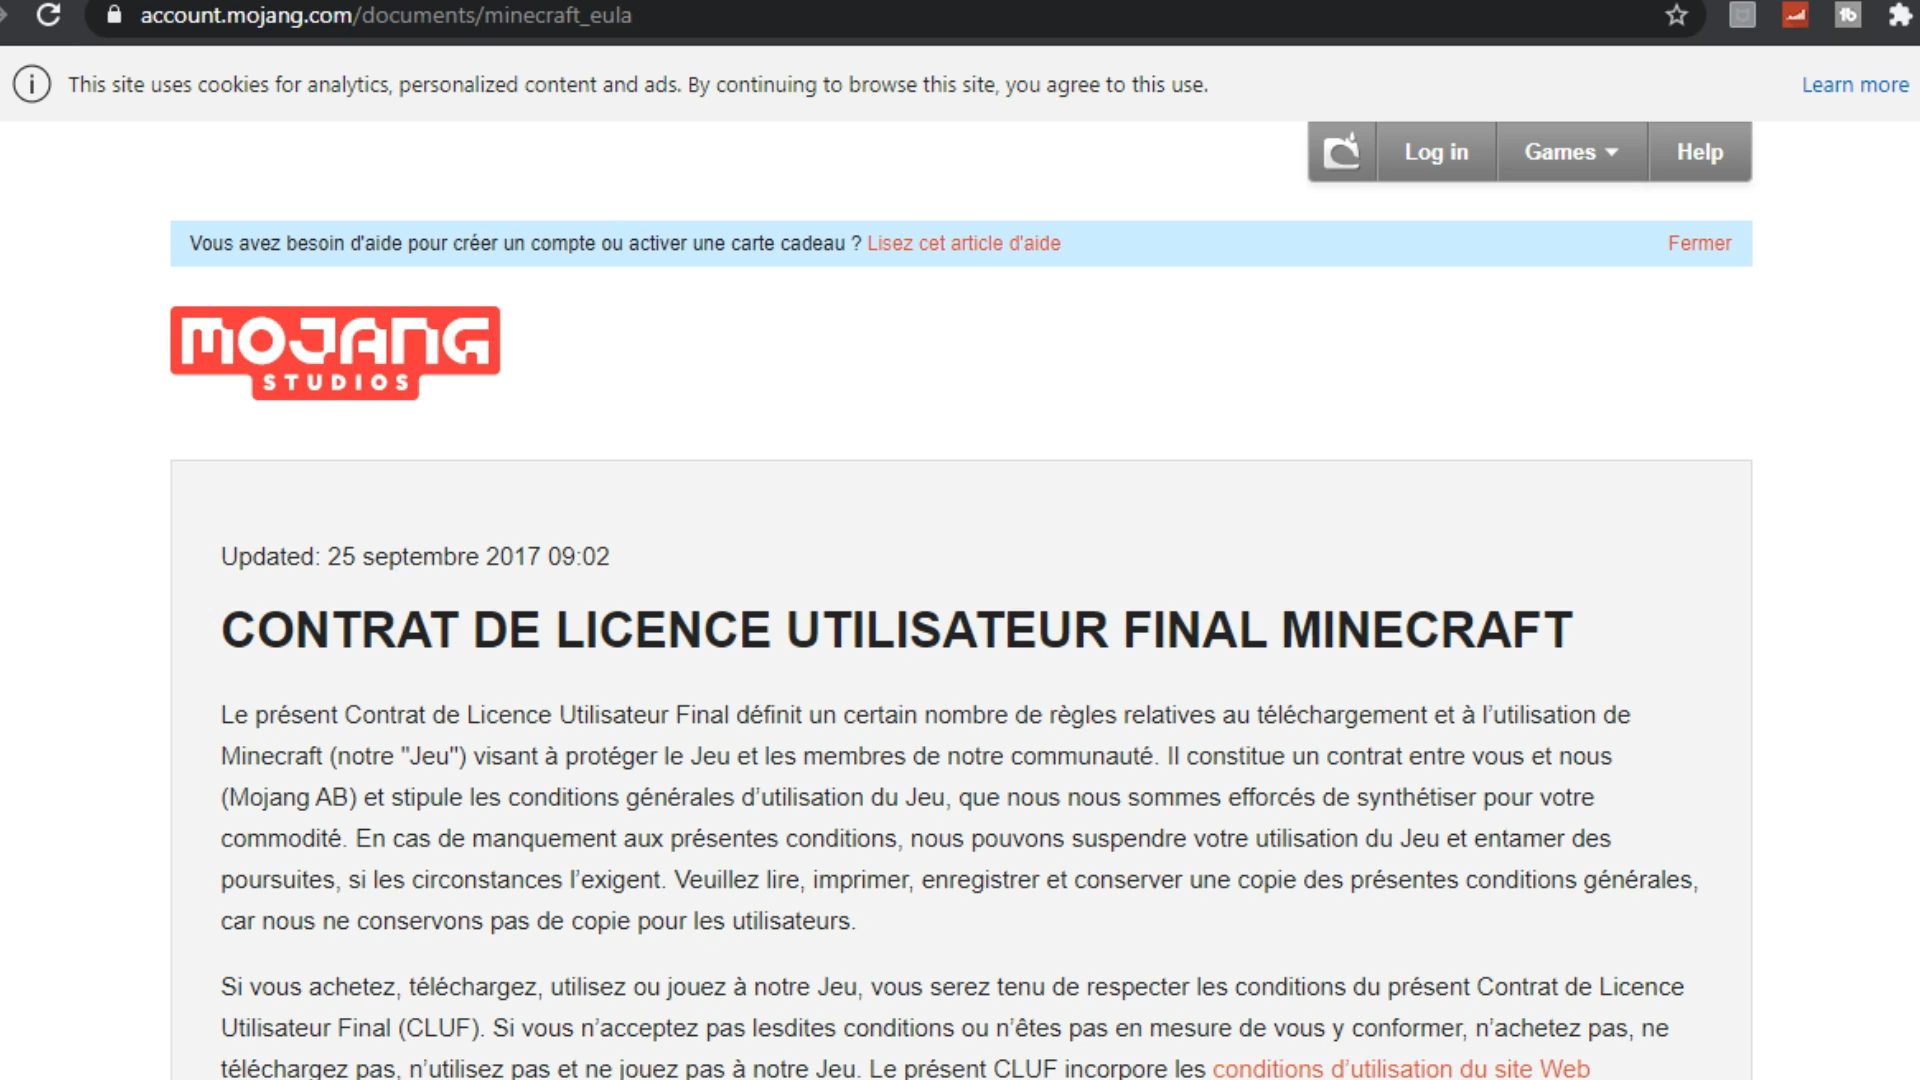 account.mojang.com/documents/minecraft_eula
This site uses cookies for analytics, personalized content and ads. By continuing to browse this site, you agree to this use.
Learn more
Log in
Games
Help
Vous avez besoin d'aide pour créer un compte ou activer une carte cadeau ? Lisez cet article d'aide
Fermer
MOJANG
STUDIOS
Updated: 25 septembre 2017 09:02
CONTRAT DE LICENCE UTILISATEUR FINAL MINECRAFT
Le présent Contrat de Licence Utilisateur Final définit un certain nombre de règles relatives au téléchargement et à l’utilisation de
Minecraft (notre "Jeu") visant à protéger le Jeu et les membres de notre communauté. Il constitue un contrat entre vous et nous
(Mojang AB) et stipule les conditions générales d’utilisation du Jeu, que nous nous sommes efforcés de synthétiser pour votre
commodité. En cas de manquement aux présentes conditions, nous pouvons suspendre votre utilisation du Jeu et entamer des
poursuites, si les circonstances l’exigent. Veuillez lire, imprimer, enregistrer et conserver une copie des présentes conditions générales,
car nous ne conservons pas de copie pour les utilisateurs.
Si vous achetez, téléchargez, utilisez ou jouez à notre Jeu, vous serez tenu de respecter les conditions du présent Contrat de Licence
Utilisateur Final (CLUF). Si vous n’acceptez pas lesdites conditions ou n’êtes pas en mesure de vous y conformer, n’achetez pas, ne
téléchargez pas, n’utilisez pas et ne jouez pas à notre Jeu. Le présent CLUF incorpore les conditions d’utilisation du site Web